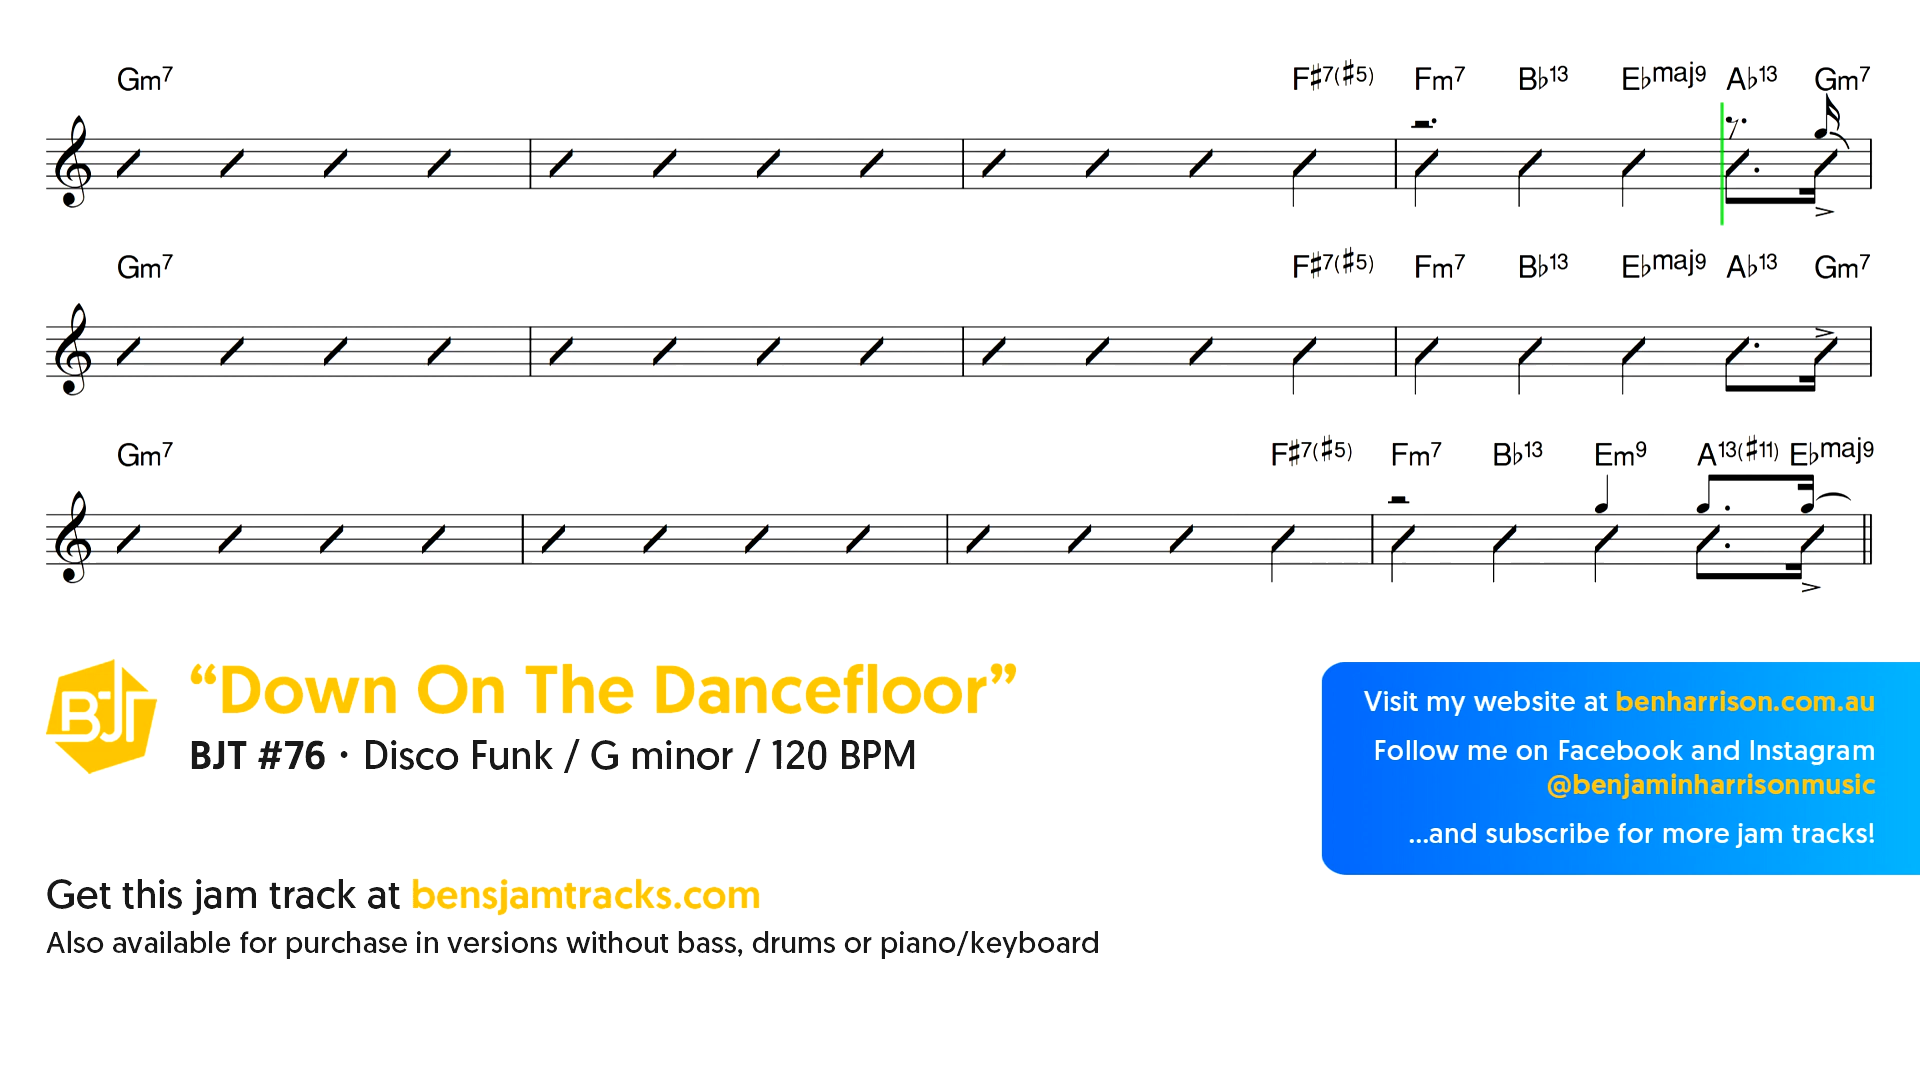 Gm7 F♯7(♯5) Fm7 B♭13 E♭maj9 A♭13 Gm7
Gm7 F♯7(♯5) Fm7 B♭13 E♭maj9 A♭13 Gm7
Gm7 F♯7(♯5) Fm7 B♭13 Em9 A13(♯11) E♭maj9
BJT
“Down On The Dancefloor”
BJT #76 · Disco Funk / G minor / 120 BPM
Visit my website at benharrison.com.au
Follow me on Facebook and Instagram
@benjaminharrisonmusic
...and subscribe for more jam tracks!
Get this jam track at bensjamtracks.com
Also available for purchase in versions without bass, drums or piano/keyboard